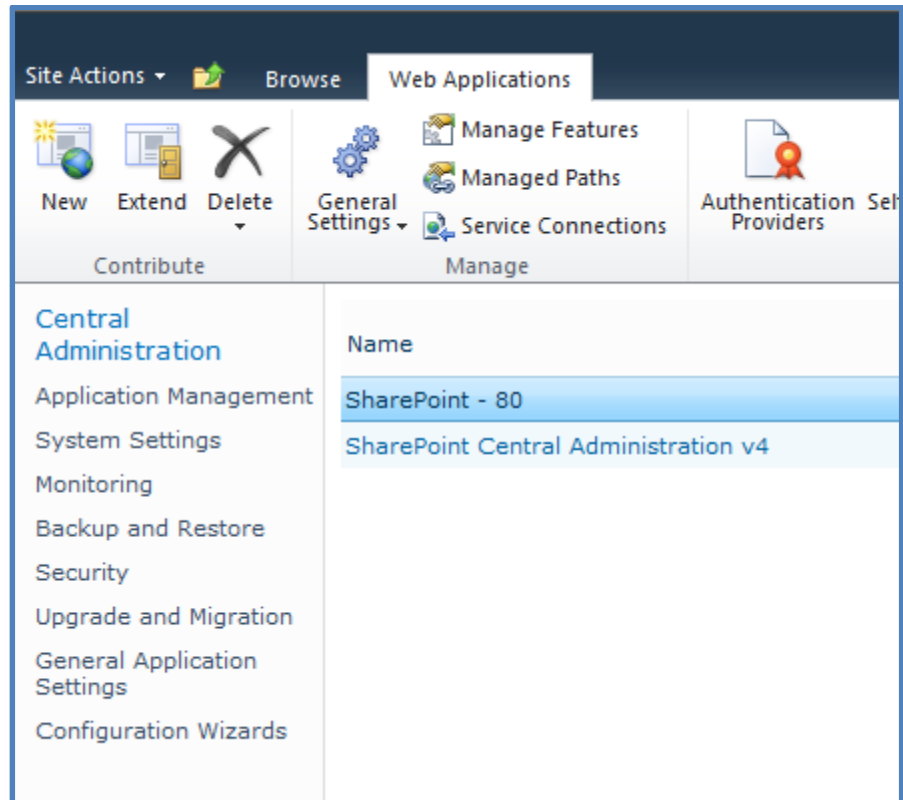 Site Actions Browse Web Applications
New Extend Delete
General
Settings
Manage Features
Managed Paths
Service Connections
Authentication
Providers
Contribute Manage
Central
Administration
Application Management
System Settings
Monitoring
Backup and Restore
Security
Upgrade and Migration
General Application
Settings
Configuration Wizards
Name
SharePoint - 80
SharePoint Central Administration v4